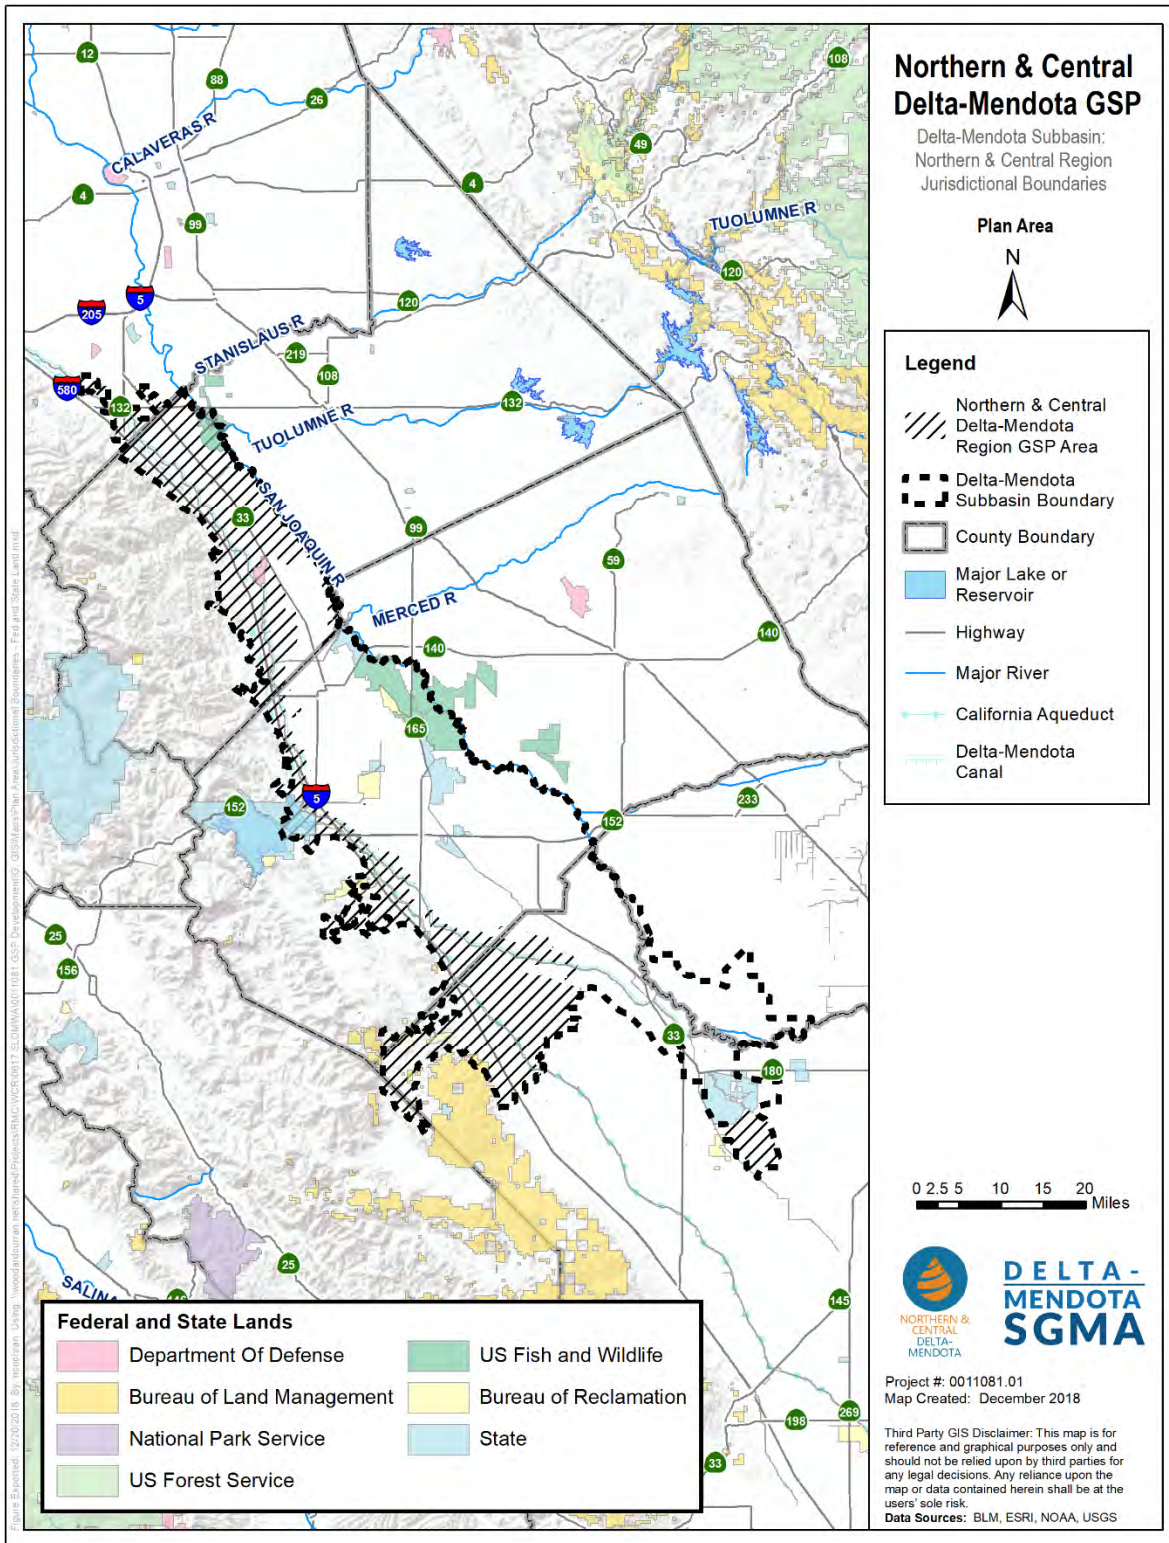 Northern & Central
Delta-Mendota GSP
Delta-Mendota Subbasin:
Northern & Central Region
Jurisdictional Boundaries
Plan Area
N
Legend
Northern & Central
Delta-Mendota
Region GSP Area
Delta-Mendota
Subbasin Boundary
County Boundary
Major Lake or
Reservoir
Highway
Major River
California Aqueduct
Delta-Mendota
Canal
0 2.5 5 10 15 20
Miles
NORTHERN &
CENTRAL
DELTA-
MENDOTA
DELTA-
MENDOTA
SGMA
Project #: 0011081.01
Map Created: December 2018
Third Party GIS Disclaimer: This map is for
reference and graphical purposes only and
should not be relied upon by third parties for
any legal decisions. Any reliance upon the
map or data contained herein shall be at the
users' sole risk.
Data Sources: BLM, ESRI, NOAA, USGS
12
88
26
108
CALAVERAS R
49
4
4
99
TUOLUMNE R
120
5
205
120
STANISLAUS R
219
108
580
132
132
TUOLUMNE R
33
SAN JOAQUIN R
99
59
MERCED R
140
140
165
5
152
233
152
25
156
33
180
25
145
SALINA
198
269
33
Federal and State Lands
Department Of Defense
Bureau of Land Management
National Park Service
US Forest Service
US Fish and Wildlife
Bureau of Reclamation
State